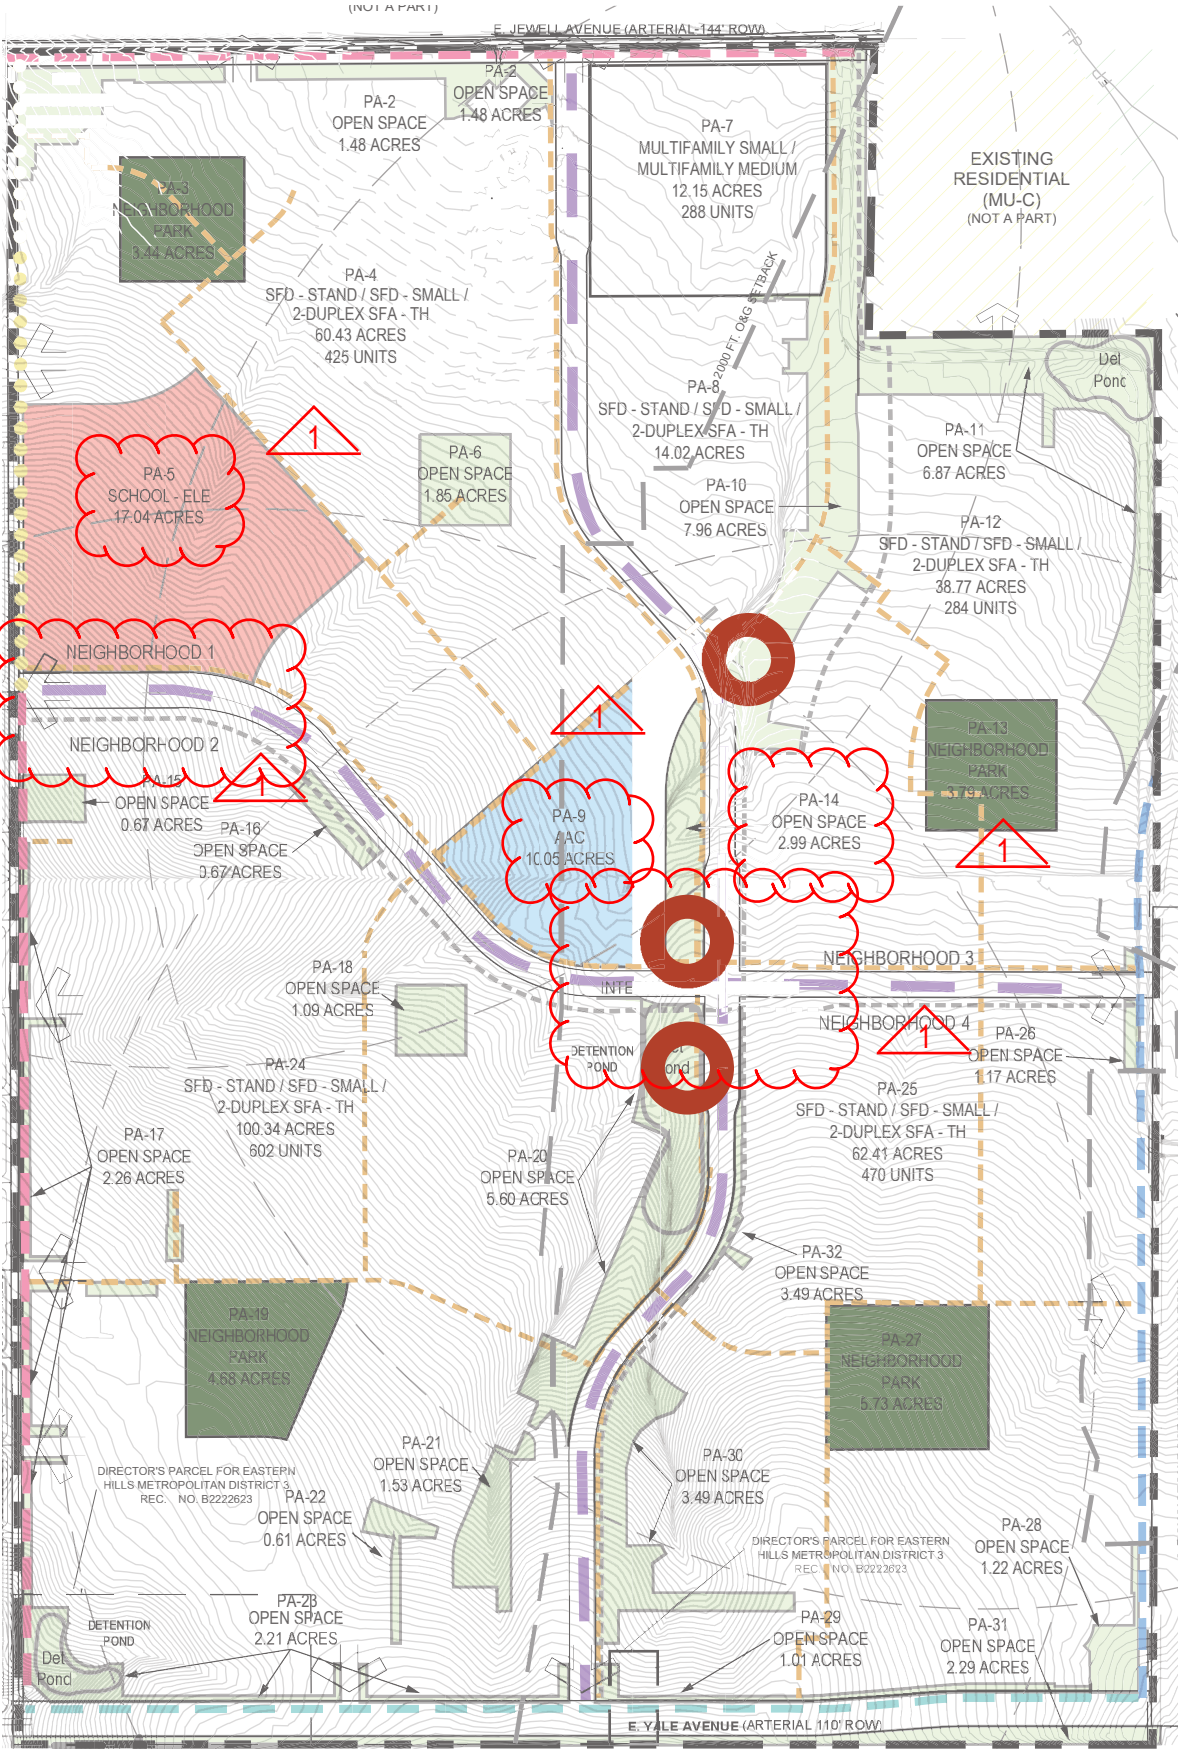 (NOT A PART)
E. JEWELL AVENUE (ARTERIAL-144' ROW)
PA-2
OPEN SPACE
1.48 ACRES
PA-2
OPEN SPACE
1.48 ACRES
PA-7
MULTIFAMILY SMALL /
MULTIFAMILY MEDIUM
12.15 ACRES
288 UNITS
EXISTING
RESIDENTIAL
(MU-C)
(NOT A PART)
PA-3
NEIGHBORHOOD
PARK
3.44 ACRES
PA-4
SFD - STAND / SFD - SMALL /
2-DUPLEX SFA - TH
60.43 ACRES
425 UNITS
2000 FT. O&G SETBACK
Det
Pond
PA-8
SFD - STAND / SFD - SMALL /
2-DUPLEX SFA - TH
14.02 ACRES
PA-11
OPEN SPACE
6.87 ACRES
1
PA-6
OPEN SPACE
1.85 ACRES
PA-5
SCHOOL - ELE
17.04 ACRES
PA-10
OPEN SPACE
7.96 ACRES
PA-12
SFD - STAND / SFD - SMALL /
2-DUPLEX SFA - TH
38.77 ACRES
284 UNITS
NEIGHBORHOOD 1
NEIGHBORHOOD 2
1
1
PA-13
NEIGHBORHOOD
PARK
3.79 ACRES
PA-15
OPEN SPACE
0.67 ACRES
PA-16
OPEN SPACE
0.67 ACRES
PA-9
AAC
10.05 ACRES
PA-14
OPEN SPACE
2.99 ACRES
1
NEIGHBORHOOD 3
PA-18
OPEN SPACE
1.09 ACRES
INTE
NEIGHBORHOOD 4
1
PA-26
OPEN SPACE
1.17 ACRES
DETENTION
POND
Pond
PA-24
SFD - STAND / SFD - SMALL /
2-DUPLEX SFA - TH
100.34 ACRES
602 UNITS
PA-25
SFD - STAND / SFD - SMALL /
2-DUPLEX SFA - TH
62.41 ACRES
470 UNITS
PA-17
OPEN SPACE
2.26 ACRES
PA-20
OPEN SPACE
5.60 ACRES
PA-32
OPEN SPACE
3.49 ACRES
PA-19
NEIGHBORHOOD
PARK
4.68 ACRES
PA-27
NEIGHBORHOOD
PARK
5.73 ACRES
PA-21
OPEN SPACE
1.53 ACRES
PA-30
OPEN SPACE
3.49 ACRES
DIRECTOR'S PARCEL FOR EASTERN
HILLS METROPOLITAN DISTRICT 3
REC. NO. B2222623
PA-22
OPEN SPACE
0.61 ACRES
DIRECTOR'S PARCEL FOR EASTERN
HILLS METROPOLITAN DISTRICT 3
REC. NO. B2222623
PA-28
OPEN SPACE
1.22 ACRES
PA-23
OPEN SPACE
2.21 ACRES
DETENTION
POND
Det
Pond
PA-29
OPEN SPACE
1.01 ACRES
PA-31
OPEN SPACE
2.29 ACRES
E. YALE AVENUE (ARTERIAL 110' ROW)